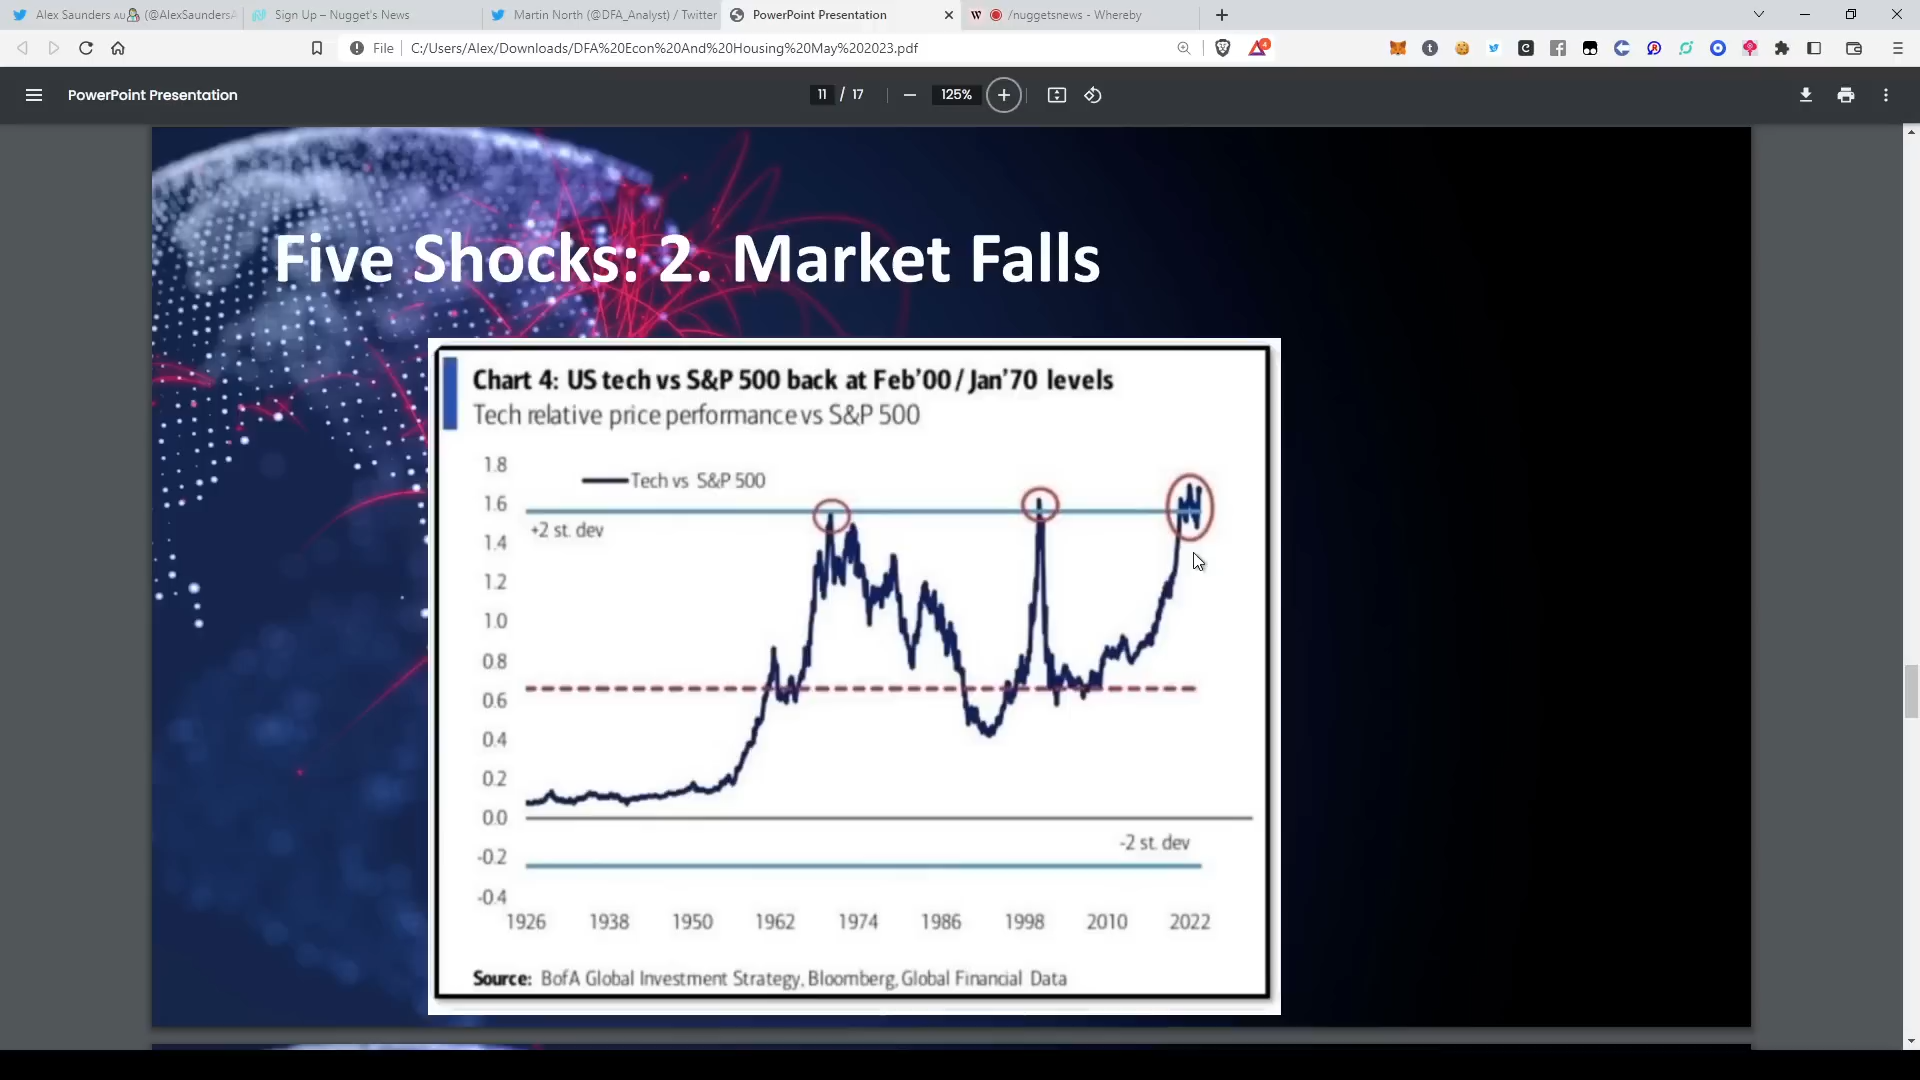 Alex Saunders AU (@AlexSaundersA
Sign Up – Nugget's News
Martin North (@DFA_Analyst) / Twitter
PowerPoint Presentation
/nuggetsnews - Whereby
File
C:/Users/Alex/Downloads/DFA%20Econ%20And%20Housing%20May%202023.pdf
4
PowerPoint Presentation
11 / 17
125%
Five Shocks: 2. Market Falls
Chart 4: US tech vs S&P 500 back at Feb'00 / Jan'70 levels
Tech relative price performance vs S&P 500
1.8
Tech vs S&P 500
1.6
+2 st. dev
1.4
1.2
1.0
0.8
0.6
0.4
0.2
0.0
-2 st. dev
-0.2
-0.4
1926 1938 1950 1962 1974 1986 1998 2010 2022
Source: BofA Global Investment Strategy, Bloomberg, Global Financial Data